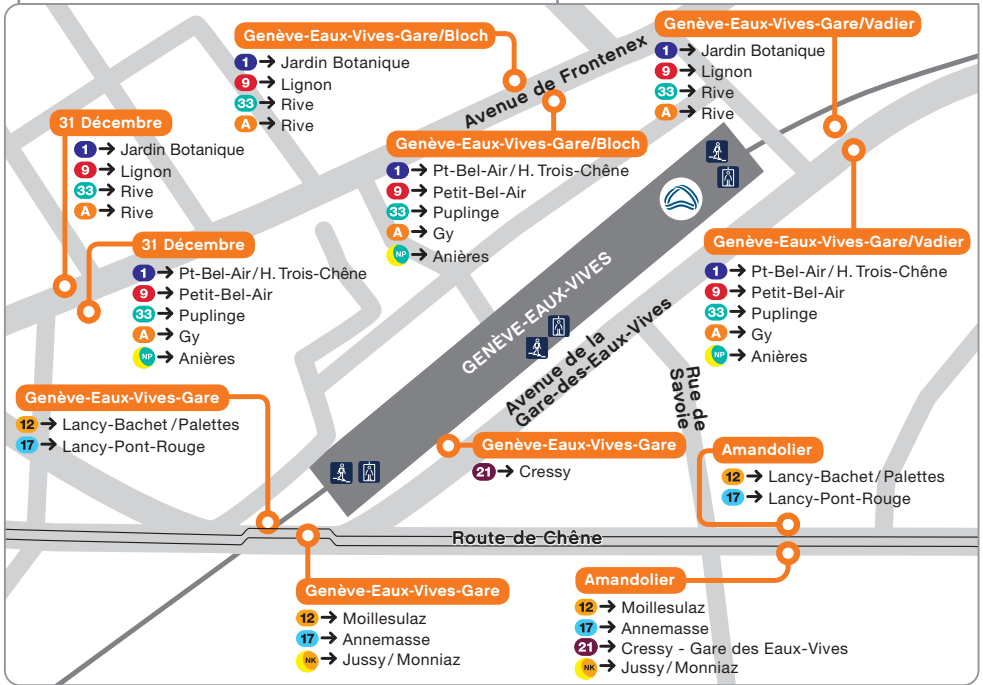 Genève-Eaux-Vives-Gare/Bloch
1 → Jardin Botanique
9 → Lignon
33 → Rive
A → Rive
Genève-Eaux-Vives-Gare/Vadier
1 → Jardin Botanique
9 → Lignon
33 → Rive
A → Rive
Avenue de Frontenex
31 Décembre
1 → Jardin Botanique
9 → Lignon
33 → Rive
A → Rive
Genève-Eaux-Vives-Gare/Bloch
1 → Pt-Bel-Air/H. Trois-Chêne
9 → Petit-Bel-Air
33 → Puplinge
A → Gy
NP → Anières
31 Décembre
1 → Pt-Bel-Air/H. Trois-Chêne
9 → Petit-Bel-Air
33 → Puplinge
A → Gy
NP → Anières
Genève-Eaux-Vives-Gare/Vadier
1 → Pt-Bel-Air/H. Trois-Chêne
9 → Petit-Bel-Air
33 → Puplinge
A → Gy
NP → Anières
GENÈVE-EAUX-VIVES
Avenue de la
Gare-des-Eaux-Vives
Rue de
Savoie
Genève-Eaux-Vives-Gare
12 → Lancy-Bachet/Palettes
17 → Lancy-Pont-Rouge
Genève-Eaux-Vives-Gare
21 → Cressy
Amandolier
12 → Lancy-Bachet/Palettes
17 → Lancy-Pont-Rouge
Route de Chêne
Genève-Eaux-Vives-Gare
12 → Moillesulaz
17 → Annemasse
NK → Jussy/Monniaz
Amandolier
12 → Moillesulaz
17 → Annemasse
21 → Cressy - Gare des Eaux-Vives
NK → Jussy/Monniaz